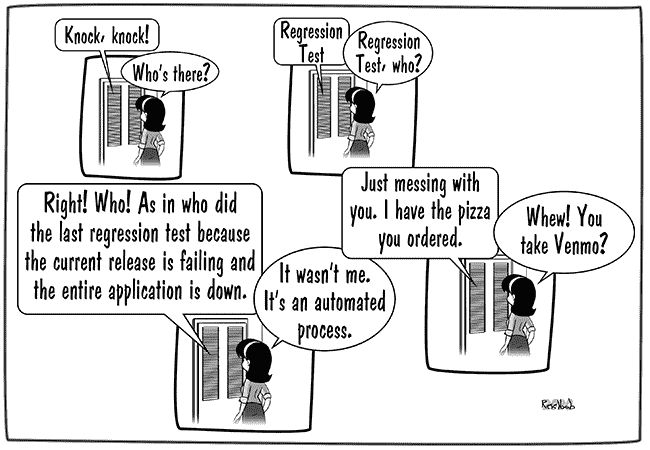 Knock, knock!
Who's there?
Regression
Test
Regression
Test, who?
Right! Who! As in who did
the last regression test because
the current release is failing and
the entire application is down.
It wasn't me.
It's an automated
process.
Just messing with
you. I have the pizza
you ordered.
Whew! You
take Venmo?